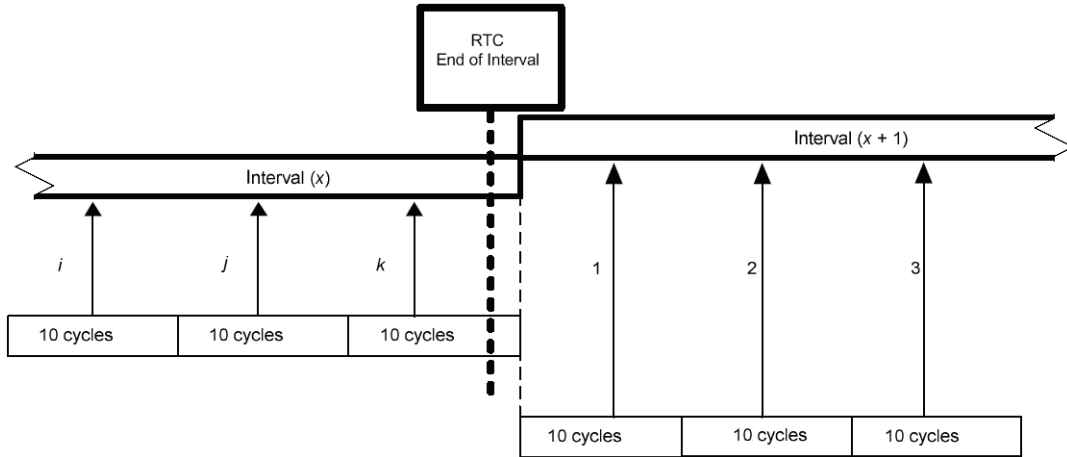 RTC
End of Interval
Interval (x + 1)
Interval (x)
i
j
k
1
2
3
10 cycles
10 cycles
10 cycles
10 cycles
10 cycles
10 cycles